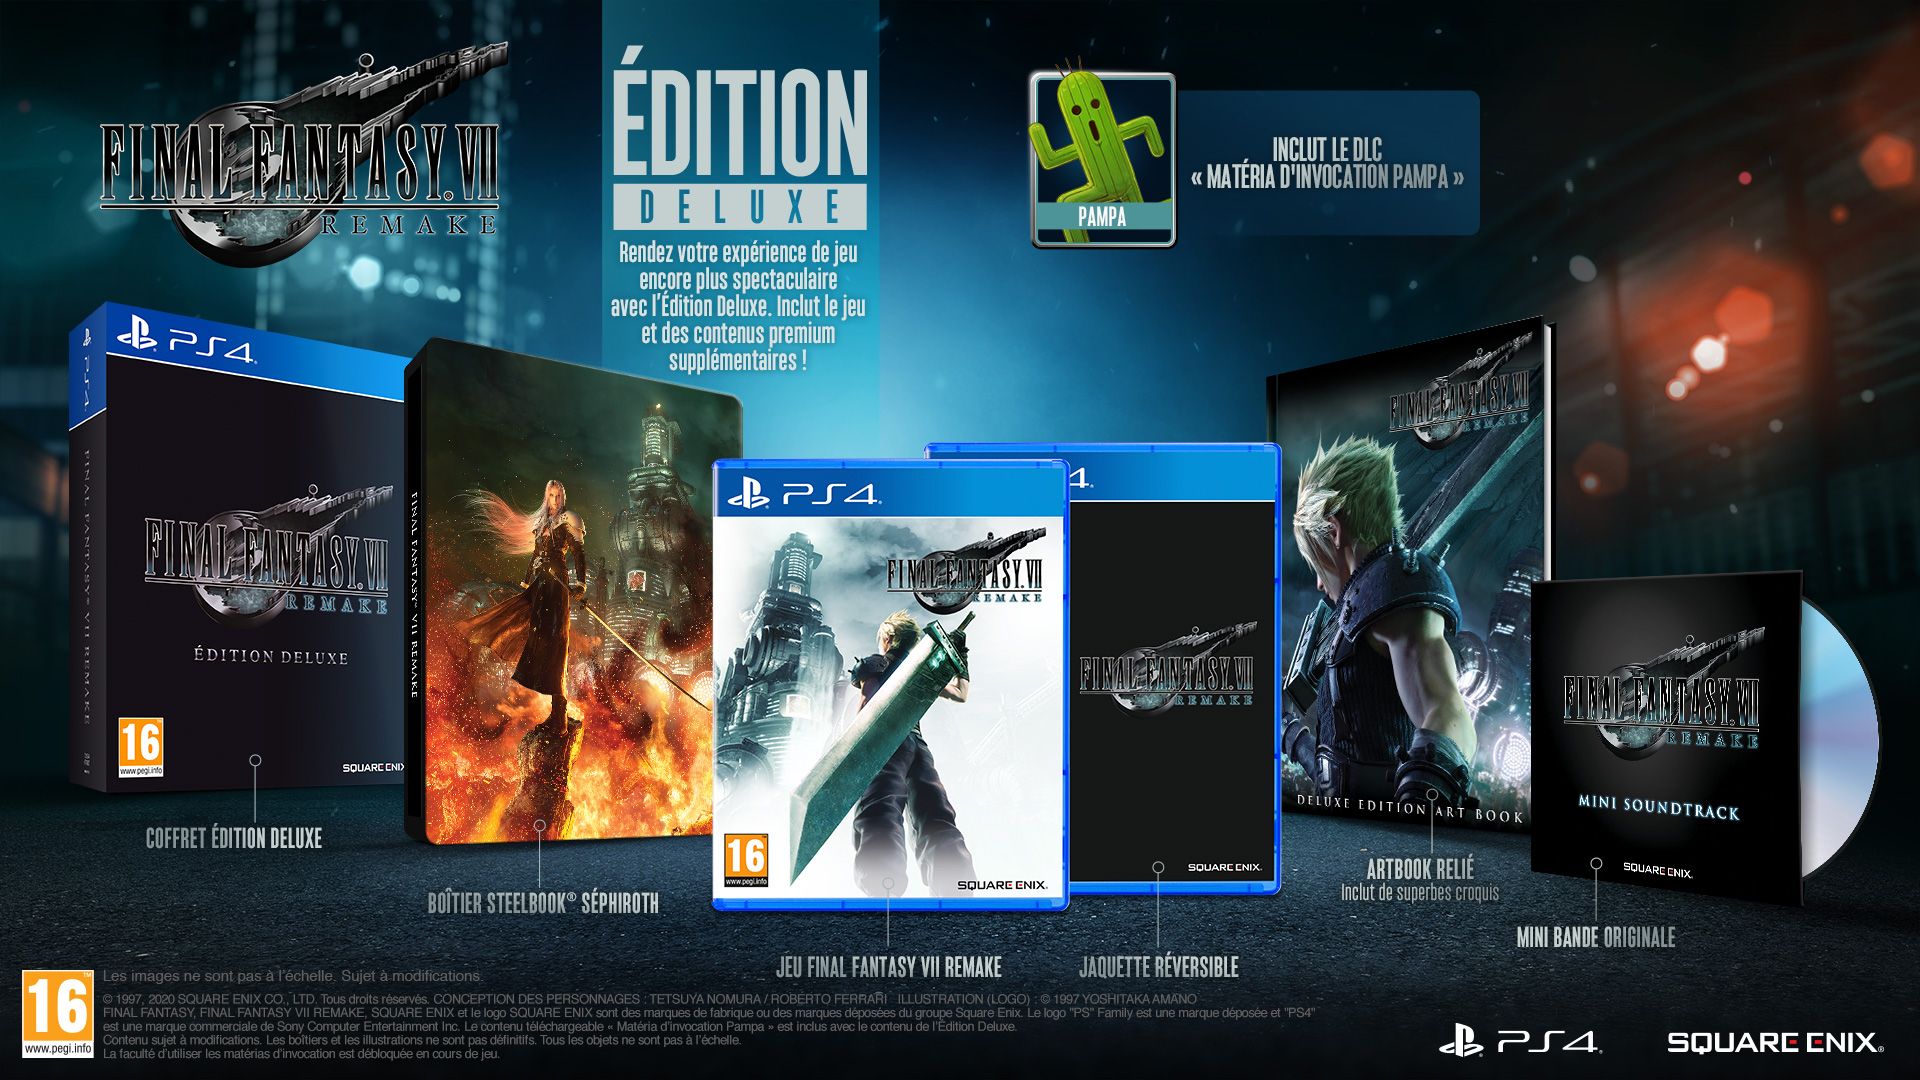 FINAL FANTASY. VII
REMAKE
ÉDITION
DELUXE
Rendez votre expérience de jeu
encore plus spectaculaire
avec l'Édition Deluxe. Inclut le jeu
et des contenus premium
supplémentaires !
PAMPA
INCLUT LE DLC
« MATÉRIA D'INVOCATION PAMPA »
PS4
FINAL FANTASY® VII REMAKE
PS4
FINAL FANTASY. VII
REMAKE
ÉDITION DELUXE
16
www.pegi.info
SQUARE ENIX
COFFRET ÉDITION DELUXE
FINAL FANTASY® VII REMAKE
BOÎTIER STEELBOOK® SÉPHIROTH
PS4
FINAL FANTASY. VII
REMAKE
16
www.pegi.info
SQUARE ENIX.
JEU FINAL FANTASY VII REMAKE
4
FINAL FANTASY. VII
REMAKE
SQUARE ENIX.
JAQUETTE RÉVERSIBLE
FINAL FANTASY. VII
REMAKE
DELUXE EDITION ART BOOK
ARTBOOK RELIÉ
Inclut de superbes croquis
FINAL FANTASY. VII
REMAKE
MINI SOUNDTRACK
SQUARE ENIX.
MINI BANDE ORIGINALE
16
www.pegi.info
Les images ne sont pas à l'échelle. Sujet à modifications.
© 1997, 2020 SQUARE ENIX CO., LTD. Tous droits réservés. CONCEPTION DES PERSONNAGES : TETSUYA NOMURA / ROBERTO FERRARI ILLUSTRATION (LOGO) : © 1997 YOSHITAKA AMANO
FINAL FANTASY, FINAL FANTASY VII REMAKE, SQUARE ENIX et le logo SQUARE ENIX sont des marques de fabrique ou des marques déposées du groupe Square Enix. Le logo "PS" Family est une marque déposée et "PS4"
est une marque commerciale de Sony Computer Entertainment Inc. Le contenu téléchargeable « Matéria d'invocation Pampa » est inclus avec le contenu de l'Édition Deluxe.
Contenu sujet à modifications. Les boîtiers et les illustrations ne sont pas définitifs. Tous les objets ne sont pas à l'échelle.
La faculté d'utiliser les matérias d'invocation est débloquée en cours de jeu.
PS4
SQUARE ENIX.